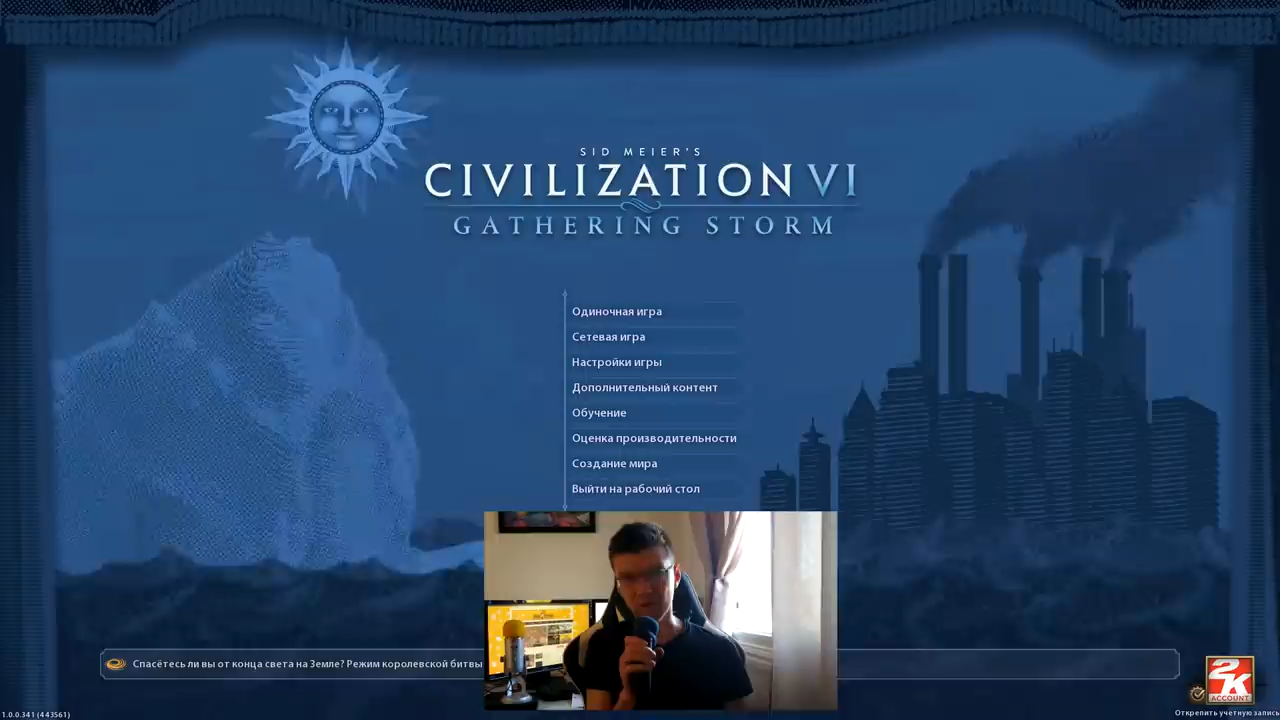 SID MEIER'S
CIVILIZATION VI
GATHERING STORM
Одиночная игра
Сетевая игра
Настройки игры
Дополнительный контент
Обучение
Оценка производительности
Создание мира
Выйти на рабочий стол
Спасётесь ли вы от конца света на Земле? Режим королевской битвы
2K
ACCOUNT
1.0.0.341 (443561)
Открепить учетную запись